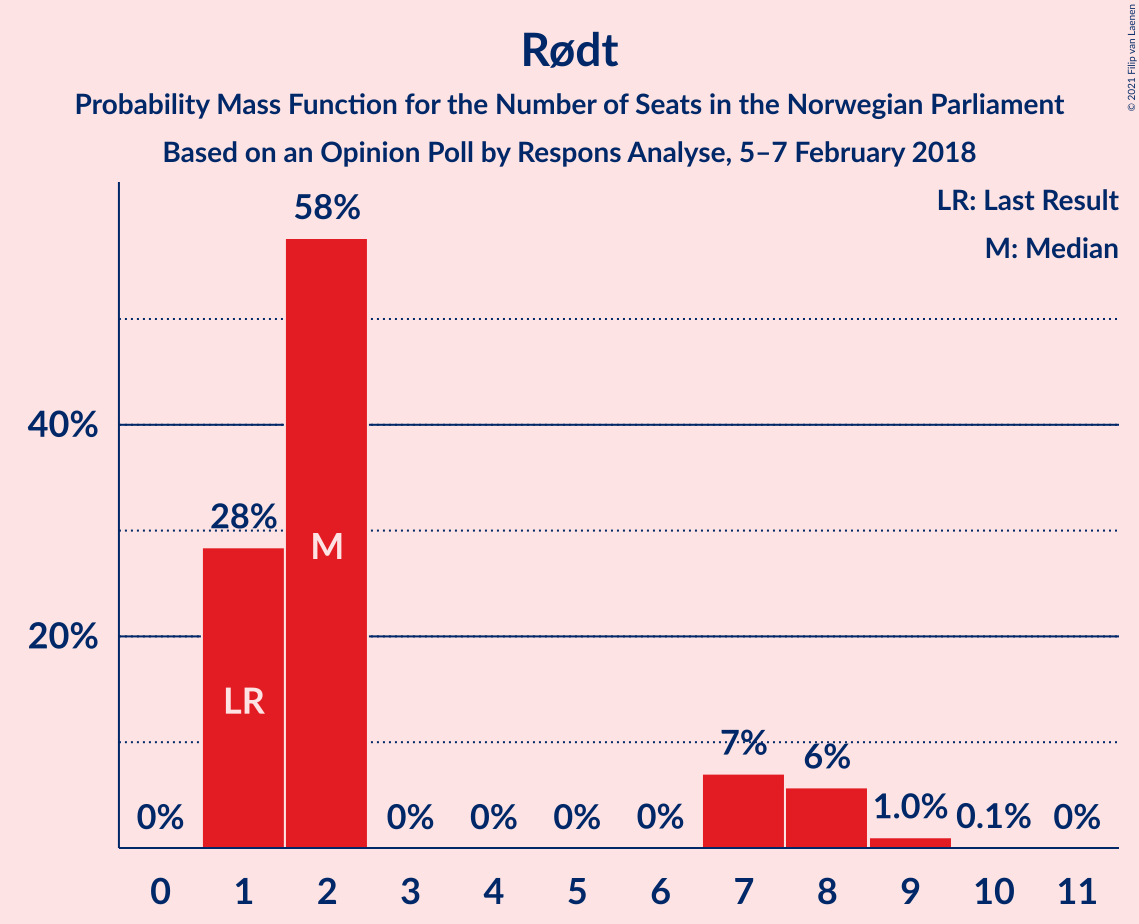 Rødt
Probability Mass Function for the Number of Seats in the Norwegian Parliament
Based on an Opinion Poll by Respons Analyse, 5–7 February 2018
© 2021 Filip van Laenen
LR: Last Result
M: Median
58%
40%
28%
M
20%
LR
7%
6%
0%
0%
0%
0%
0%
1.0%
0.1%
0%
0 1 2 3 4 5 6 7 8 9 10 11